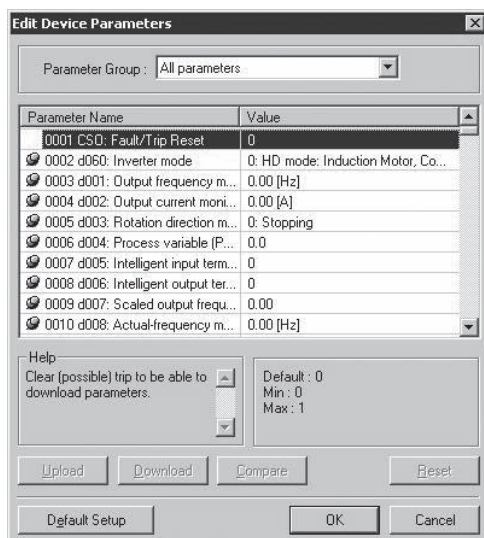 Edit Device Parameters
Parameter Group : All parameters
Parameter Name Value
0001 CSO: Fault/Trip Reset 0
0002 d060: Inverter mode 0: HD mode: Induction Motor, Co...
0003 d001: Output frequency m... 0.00 [Hz]
0004 d002: Output current moni... 0.00 [A]
0005 d003: Rotation direction m... 0: Stopping
0006 d004: Process variable (P... 0.0
0007 d005: Intelligent input term... 0
0008 d006: Intelligent output ter... 0
0009 d007: Scaled output frequ... 0.00
0010 d008: Actual-frequency m... 0.00 [Hz]
Help
Clear (possible) trip to be able to
download parameters.
Default : 0
Min : 0
Max : 1
Upload Download Compare Reset
Default Setup OK Cancel